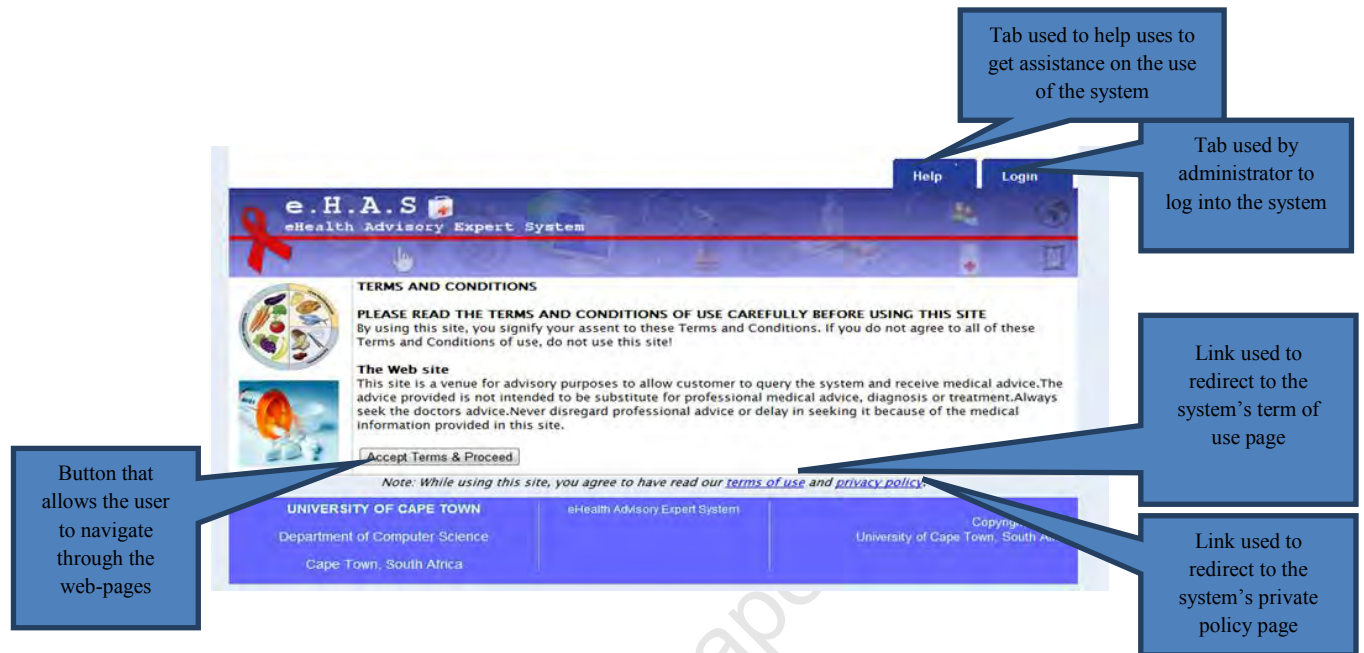 Tab used to help uses to
get assistance on the use
of the system
Tab used by
administrator to
log into the system
Help
Login
e.H.A.S
eHealth Advisory Expert System
TERMS AND CONDITIONS
PLEASE READ THE TERMS AND CONDITIONS OF USE CAREFULLY BEFORE USING THIS SITE
By using this site, you signify your assent to these Terms and Conditions. If you do not agree to all of these
Terms and Conditions of use, do not use this site!
The Web site
This site is a venue for advisory purposes to allow customer to query the system and receive medical advice.The
advice provided is not intended to be substitute for professional medical advice, diagnosis or treatment.Always
seek the doctors advice.Never disregard professional advice or delay in seeking it because of the medical
information provided in this site.
Accept Terms & Proceed
Note: While using this site, you agree to have read our terms of use and privacy policy.
Link used to
redirect to the
system's term of
use page
Button that
allows the user
to navigate
through the
web-pages
UNIVERSITY OF CAPE TOWN
Department of Computer Science
Cape Town, South Africa
eHealth Advisory Expert System
University of Cape Town, South
Link used to
redirect to the
system's private
policy page